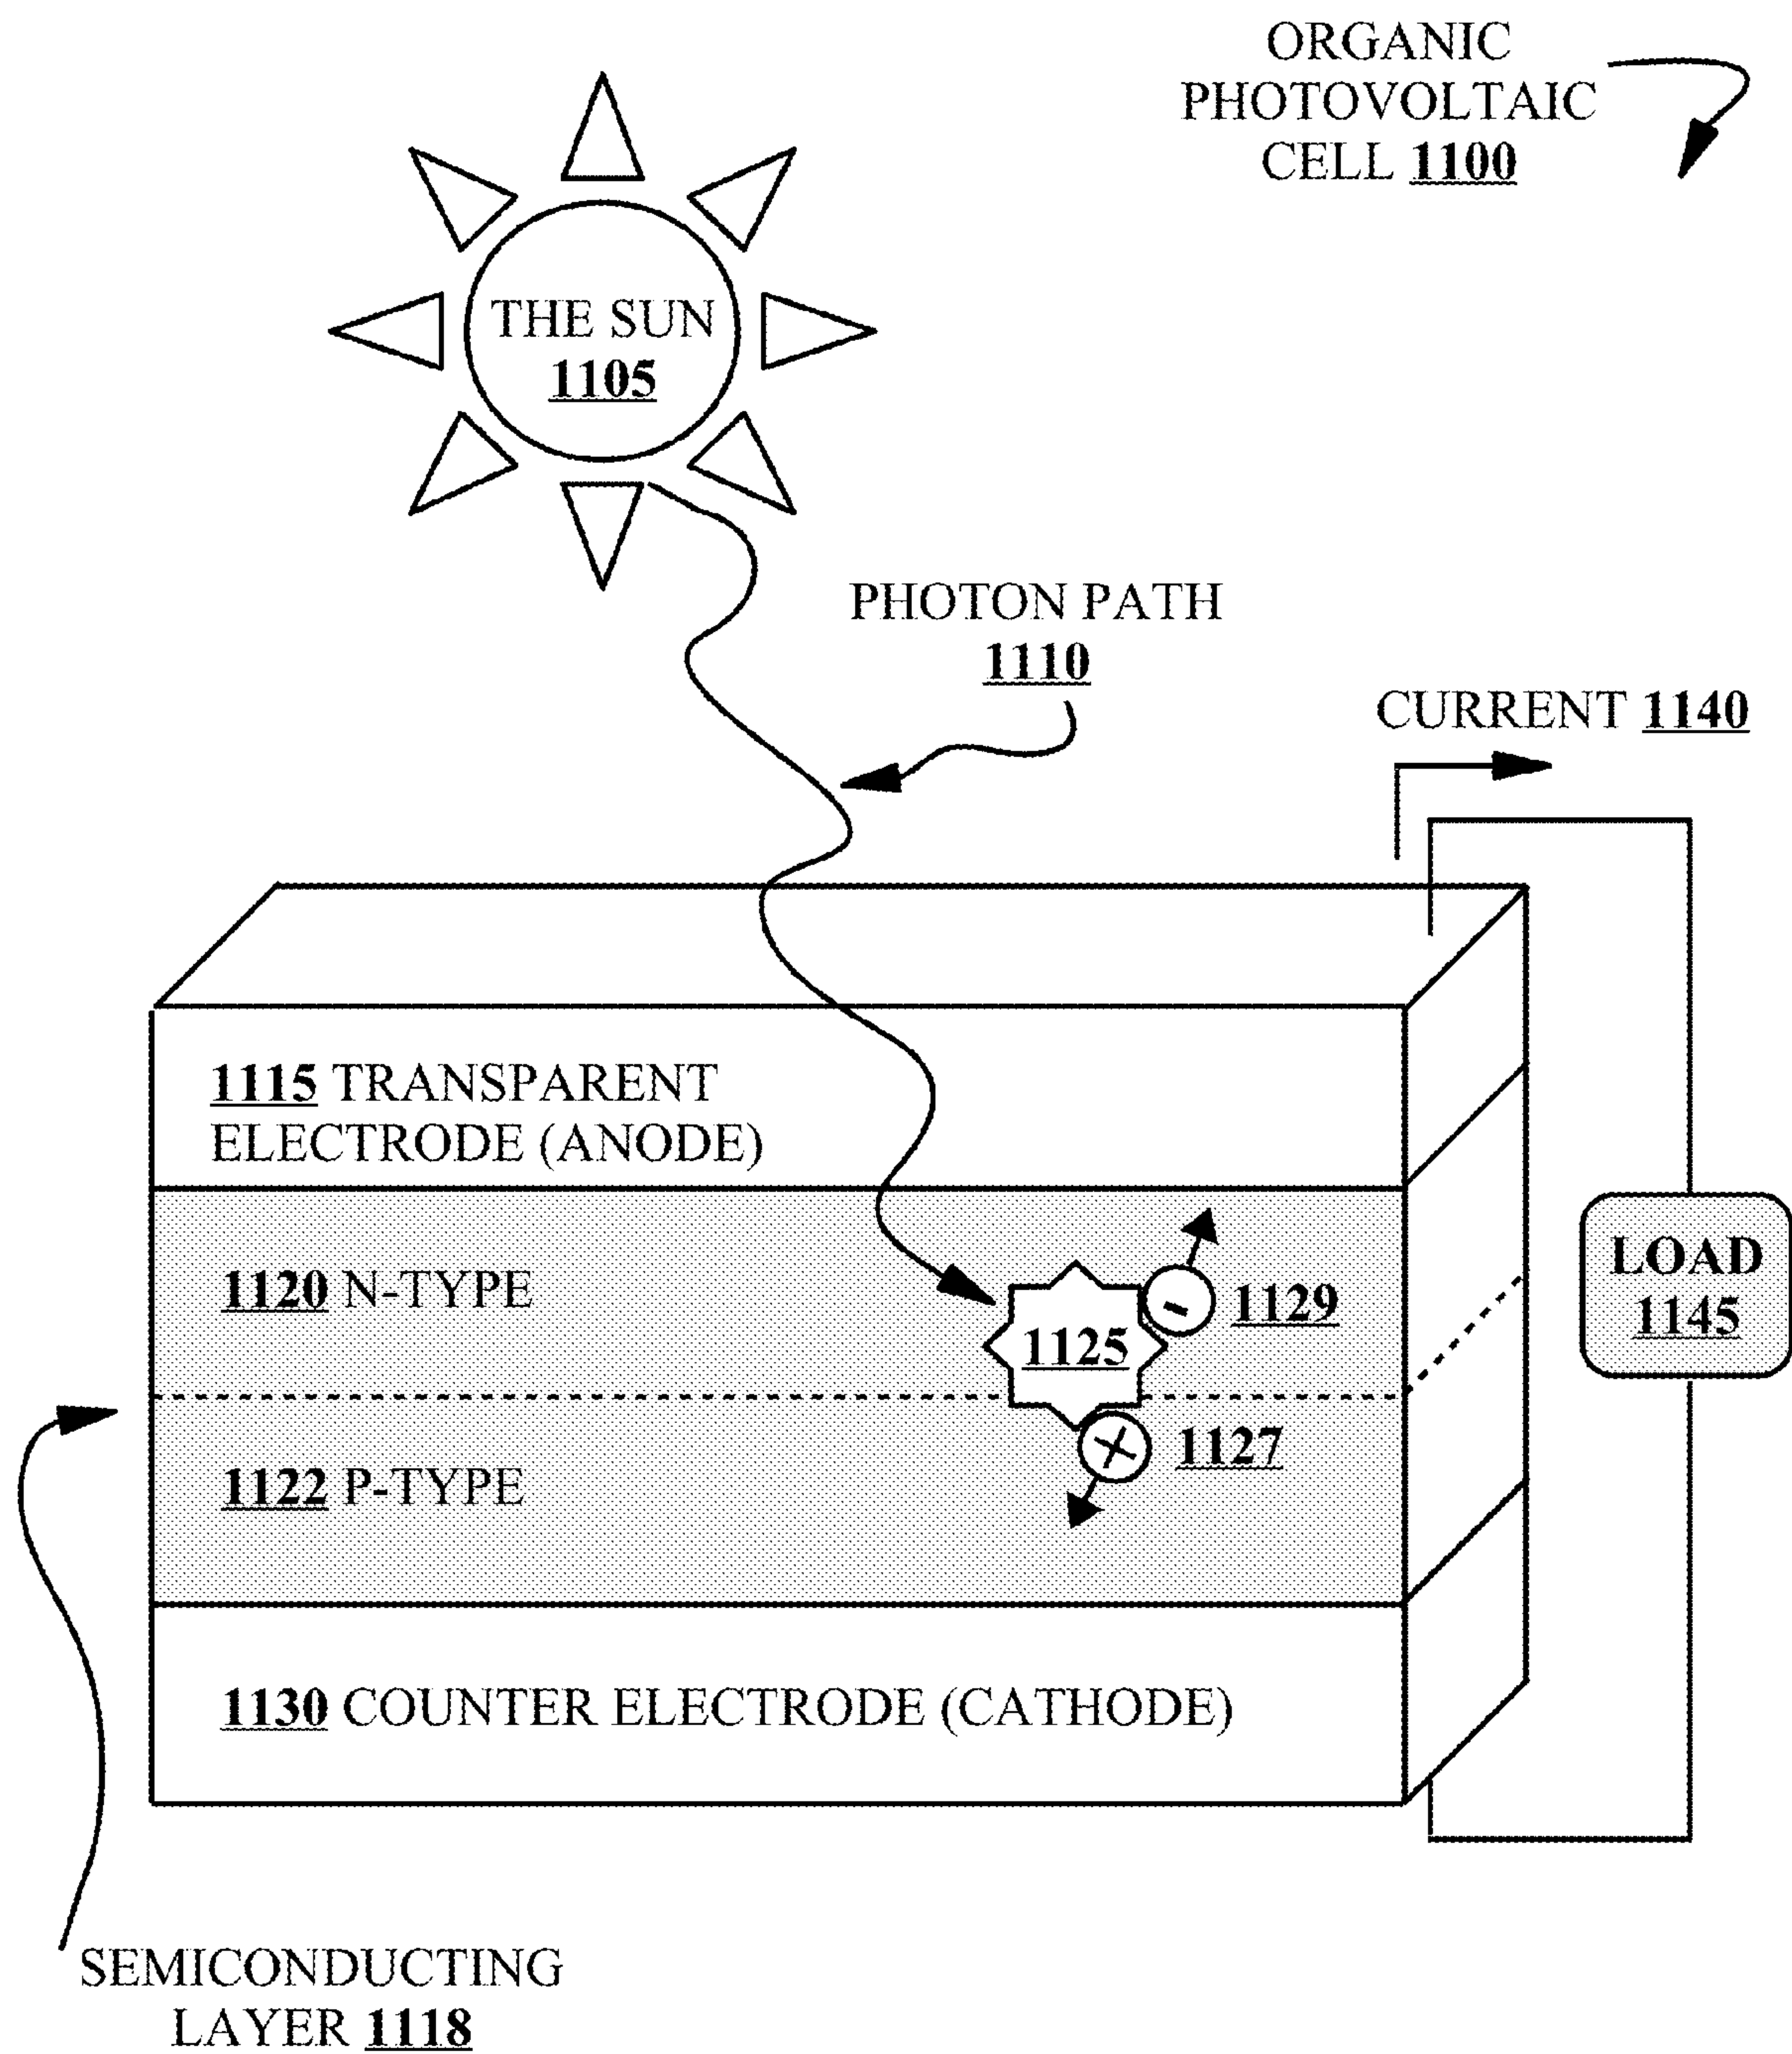 ORGANIC
PHOTOVOLTAIC
CELL 1100
THE SUN
1105
PHOTON PATH
1110
CURRENT 1140
1115 TRANSPARENT
ELECTRODE (ANODE)
1120 N-TYPE
-
1129
1125
LOAD
1145
+
1127
1122 P-TYPE
1130 COUNTER ELECTRODE (CATHODE)
SEMICONDUCTING
LAYER 1118